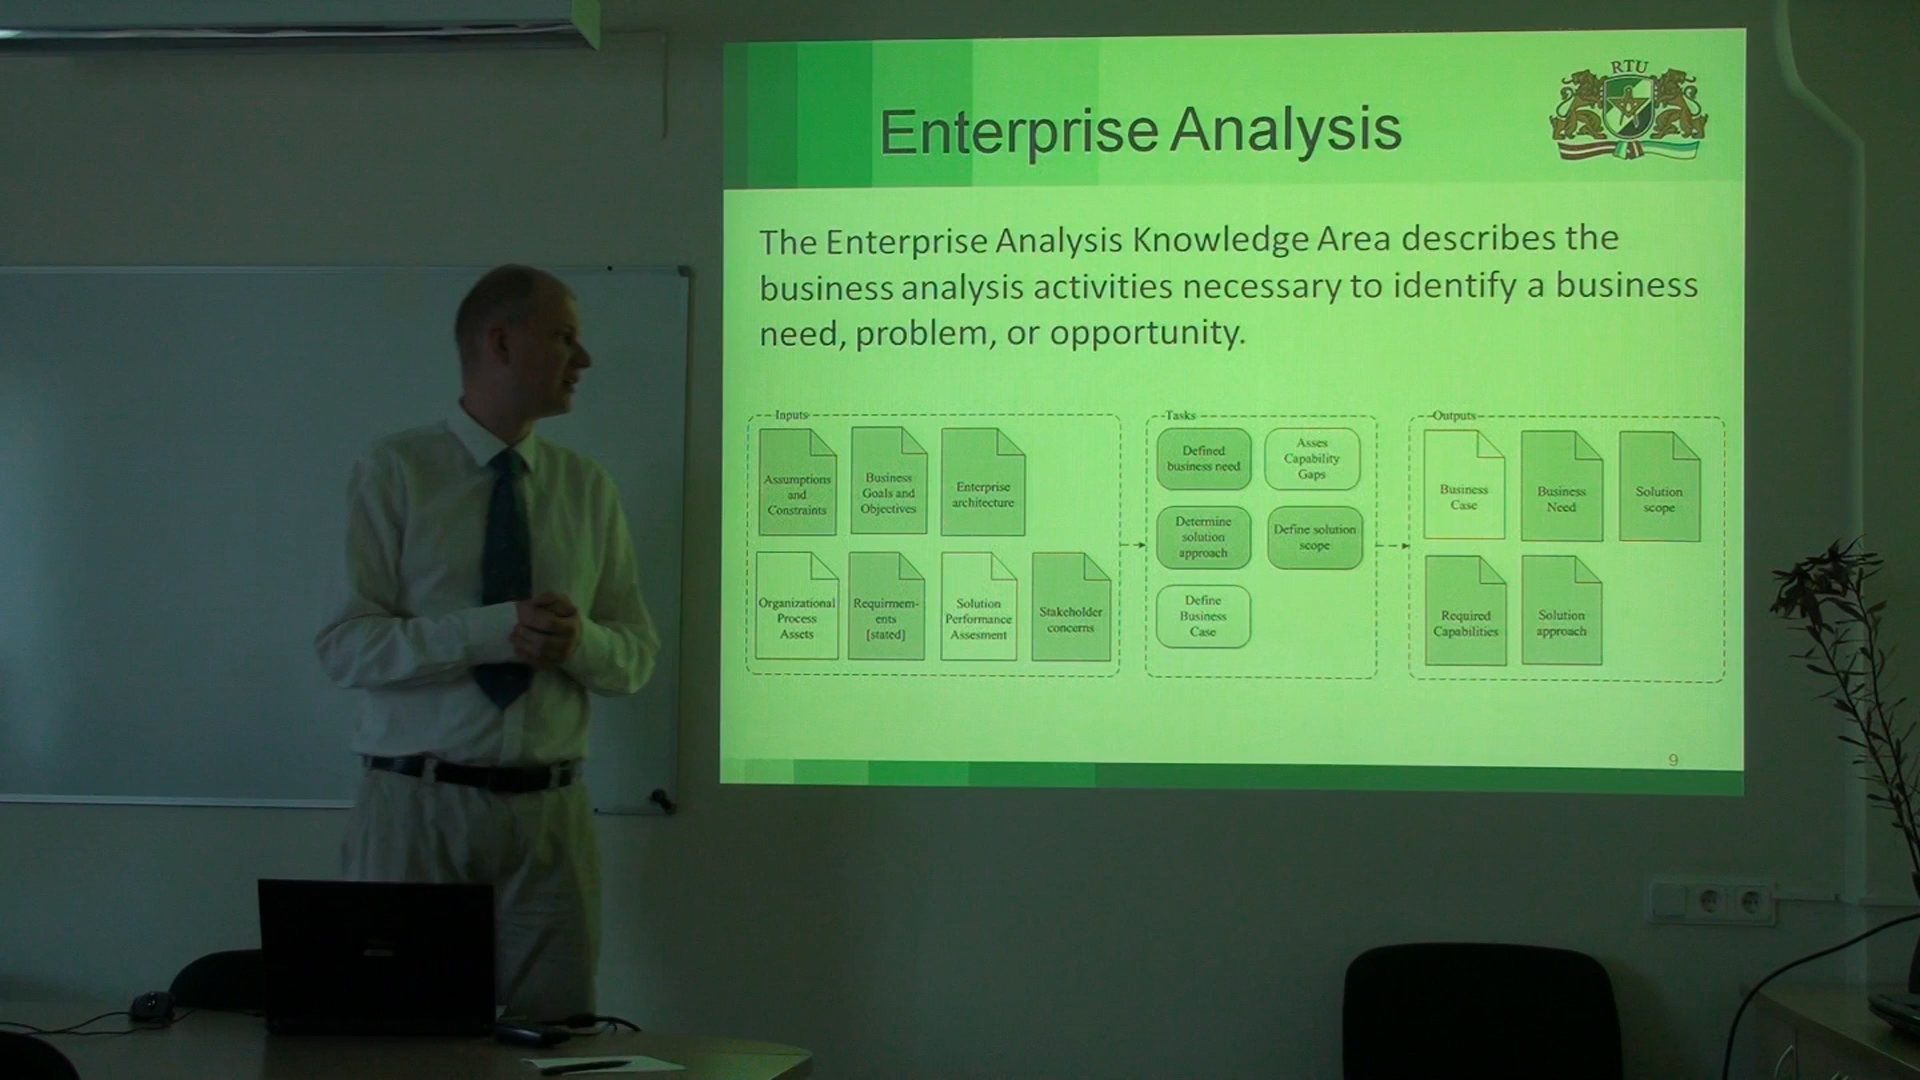 RTU
Enterprise Analysis
The Enterprise Analysis Knowledge Area describes the
business analysis activities necessary to identify a business
need, problem, or opportunity.
Inputs
Assumptions
and
Constraints
Business
Goals and
Objectives
Enterprise
architecture
Organizational
Process
Assets
Requirmem-
ents
[stated]
Solution
Performance
Assesment
Stakeholder
concerns
Tasks
Defined
business need
Asses
Capability
Gaps
Determine
solution
approach
Define solution
scope
Define
Business
Case
Outputs
Business
Case
Business
Need
Solution
scope
Required
Capabilities
Solution
approach
9